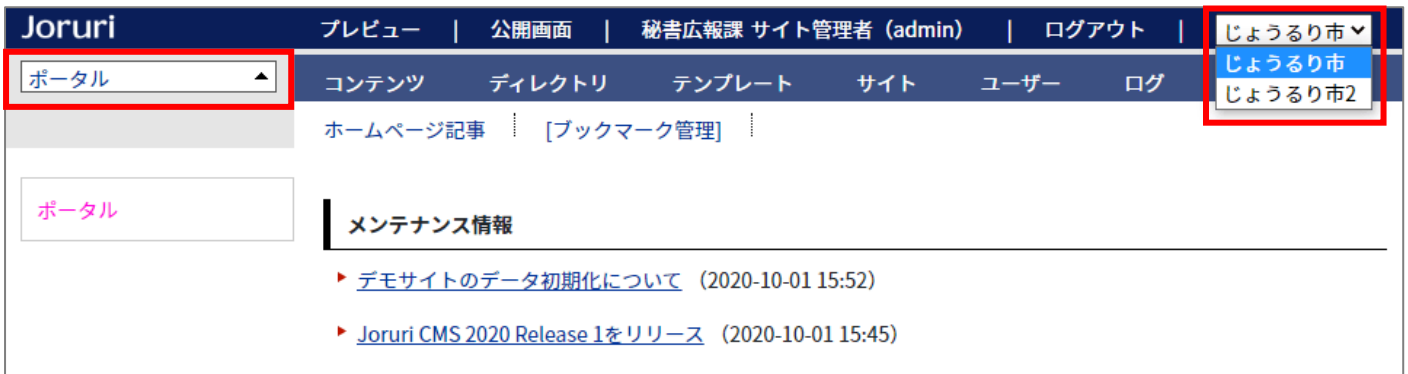 Joruri プレビュー | 公開画面 | 秘書広報課 サイト管理者（admin） | ログアウト | じょうるり市
じょうるり市
じょうるり市2
ポータル コンテンツ ディレクトリ テンプレート サイト ユーザー ログ
ホームページ記事 [ブックマーク管理]
ポータル
メンテナンス情報
デモサイトのデータ初期化について （2020-10-01 15:52）
Joruri CMS 2020 Release 1をリリース （2020-10-01 15:45）